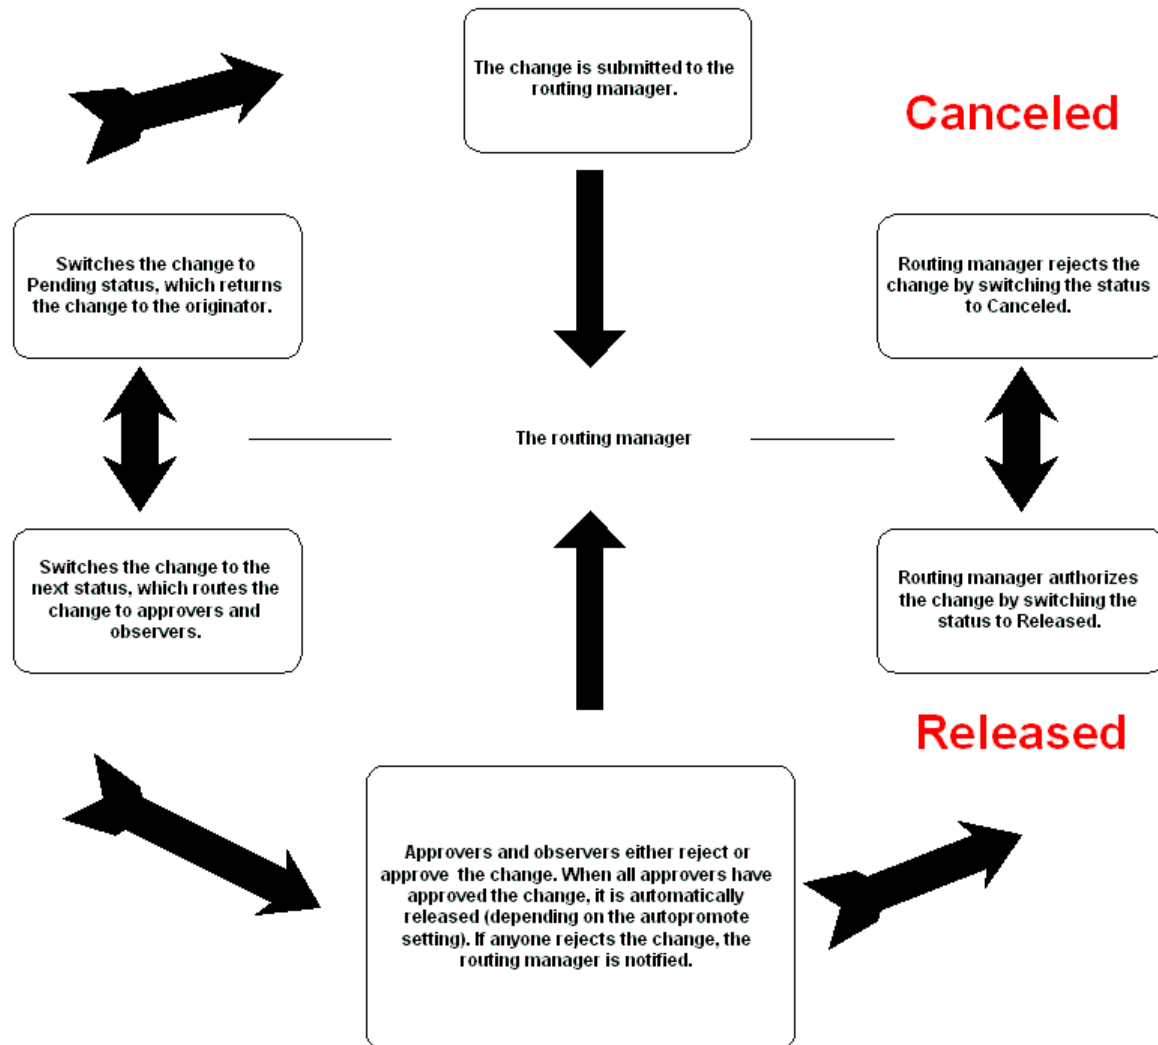 The change is submitted to the
routing manager.
Canceled
Switches the change to
Pending status, which returns
the change to the originator.
Routing manager rejects the
change by switching the status
to Canceled.
The routing manager
Switches the change to the
next status, which routes the
change to approvers and
observers.
Routing manager authorizes
the change by switching the
status to Released.
Released
Approvers and observers either reject or
approve  the change. When all approvers have
approved the change, it is automatically
released (depending on the autopromote
setting). If anyone rejects the change, the
routing manager is notified.